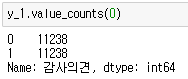 y_1.value_counts(0)
0    11238
1    11238
Name: 감사의견, dtype: int64